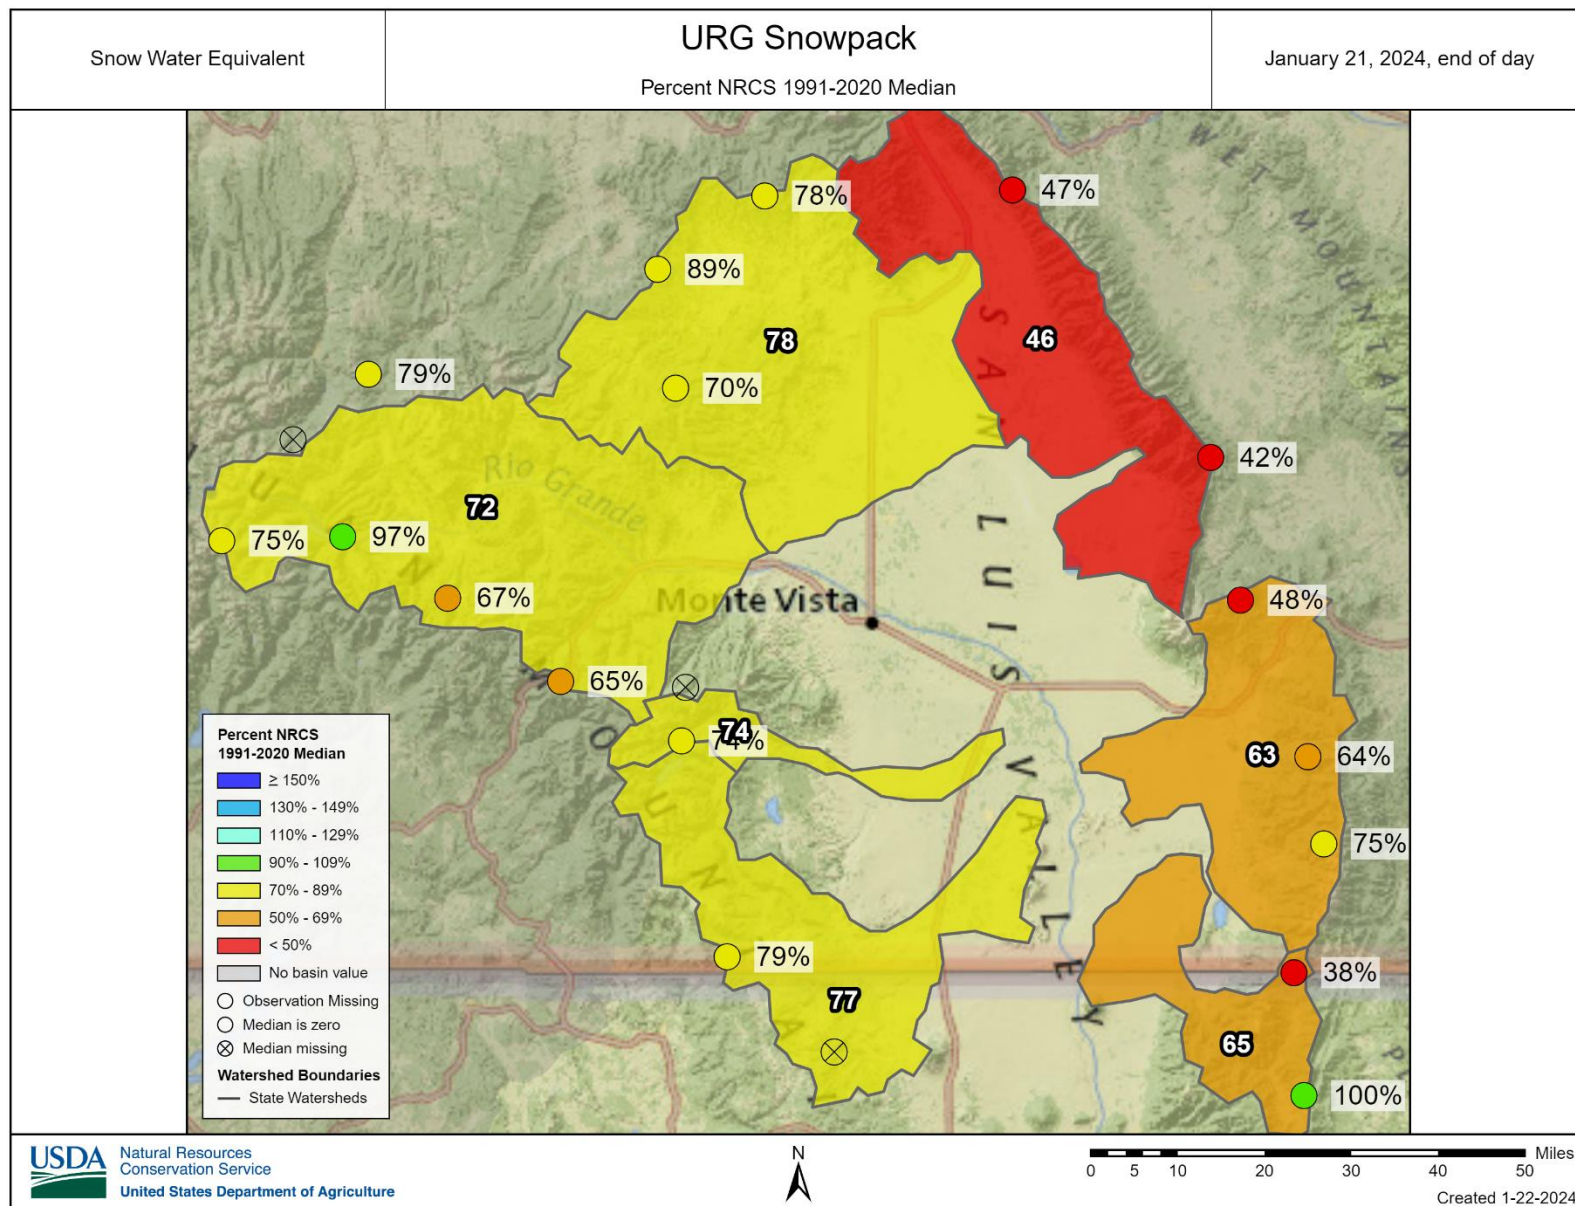 Snow Water Equivalent
URG Snowpack
Percent NRCS 1991-2020 Median
January 21, 2024, end of day
WET MOUNTAINS
78%
47%
89%
78
46
79%
70%
SAN LUIS VALLEY
42%
Rio Grande
72
75%
97%
67%
Monte Vista
48%
65%
74
74%
63
64%
75%
79%
38%
77
65
100%
Percent NRCS
1991-2020 Median
≥ 150%
130% - 149%
110% - 129%
90% - 109%
70% - 89%
50% - 69%
< 50%
No basin value
Observation Missing
Median is zero
Median missing
Watershed Boundaries
State Watersheds
USDA
Natural Resources
Conservation Service
United States Department of Agriculture
N
Miles
0 5 10 20 30 40 50
Created 1-22-2024